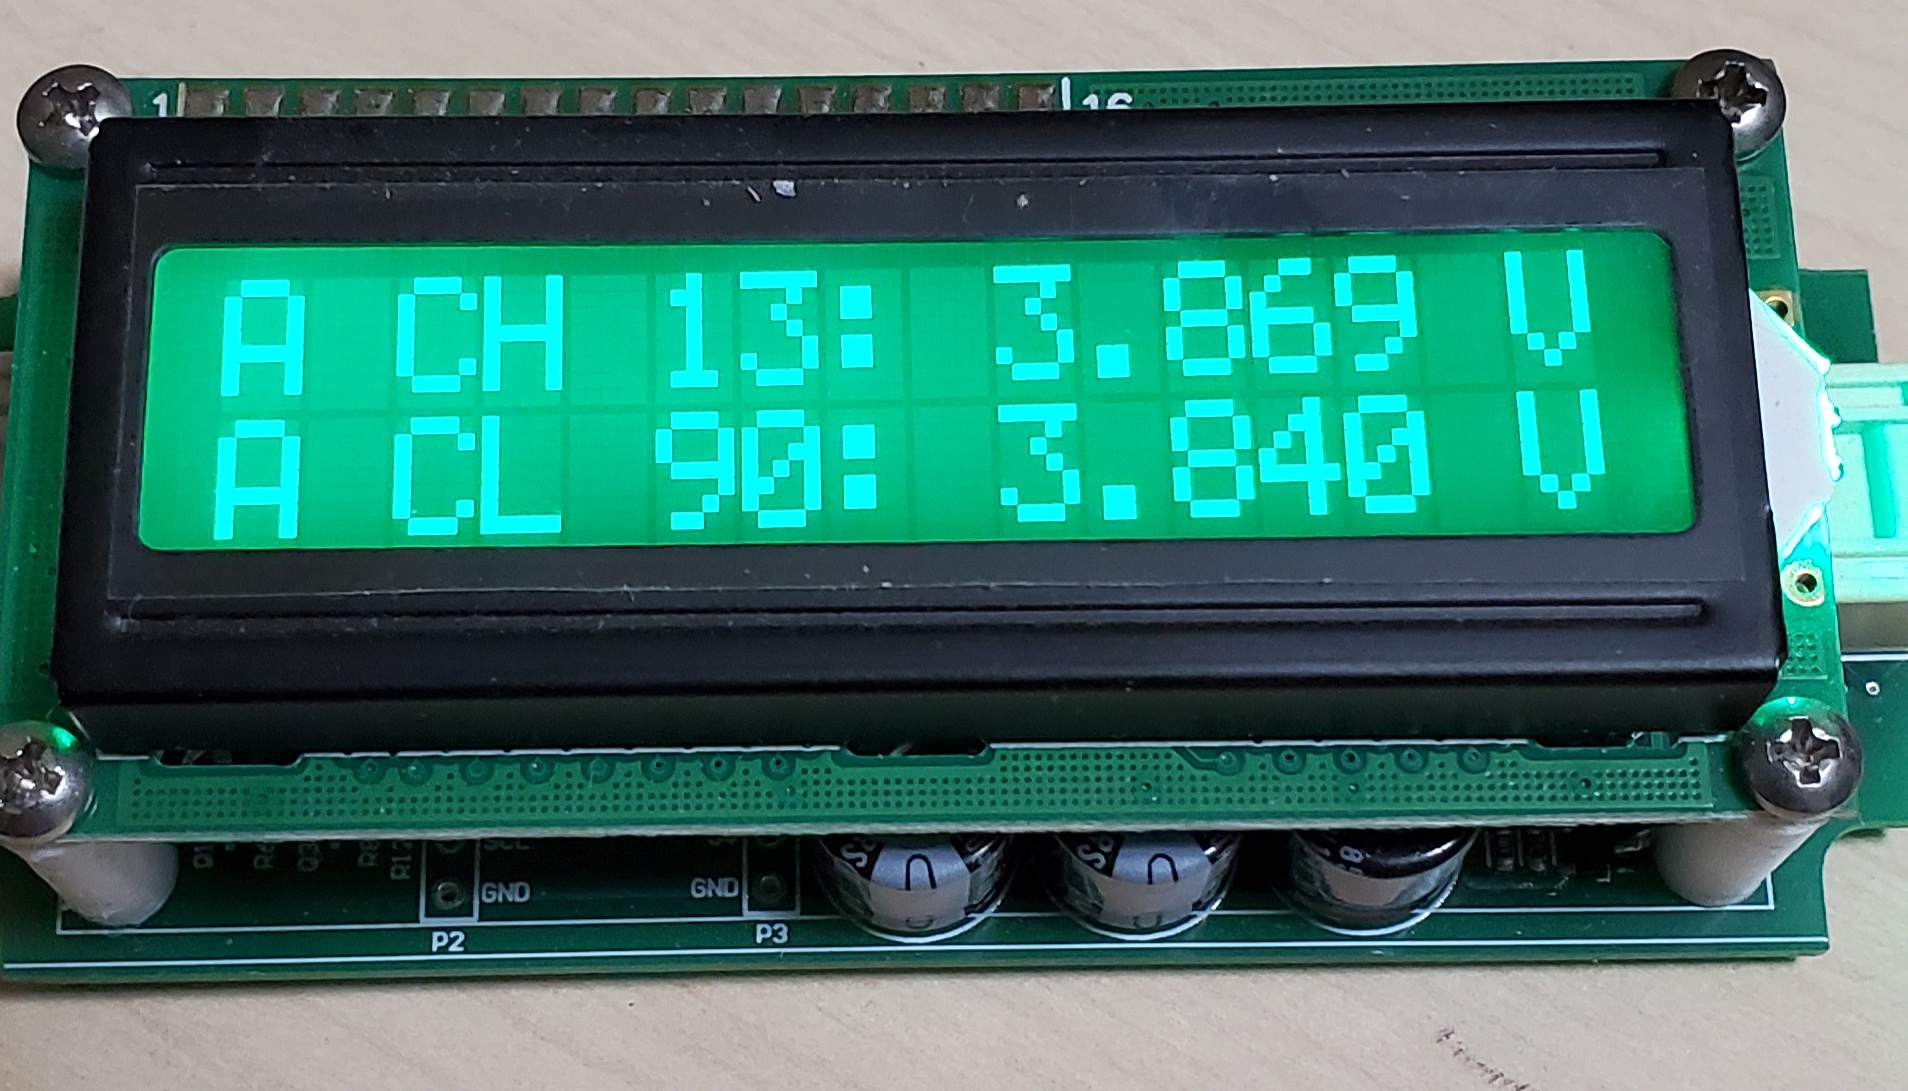 1 16
A CH 13: 3.869 V
A CL 90: 3.840 V
GND GND
P2 P3